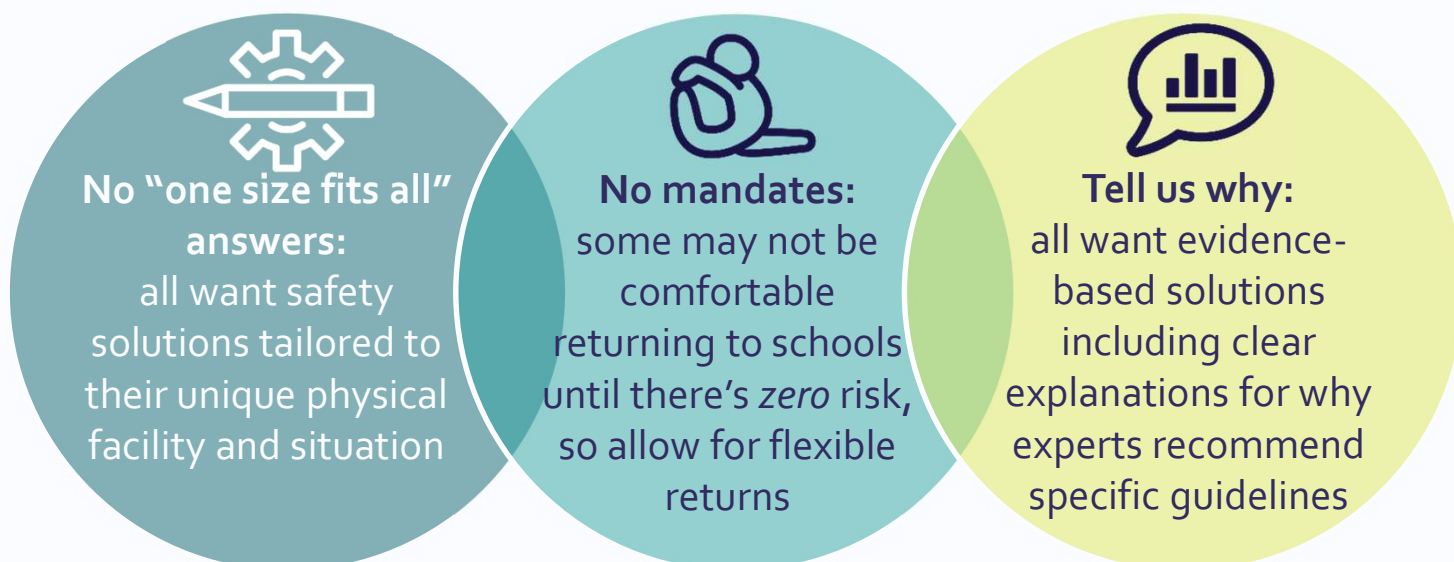 No “one size fits all”
answers:
all want safety
solutions tailored to
their unique physical
facility and situation
No mandates:
some may not be
comfortable
returning to schools
until there’s zero risk,
so allow for flexible
returns
Tell us why:
all want evidence-
based solutions
including clear
explanations for why
experts recommend
specific guidelines